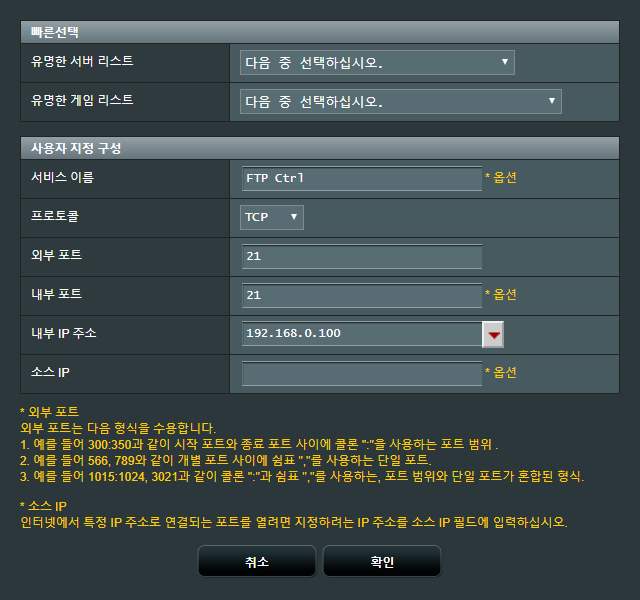 빠른선택
유명한 서버 리스트 다음 중 선택하십시오.
유명한 게임 리스트 다음 중 선택하십시오.
사용자 지정 구성
서비스 이름 FTP Ctrl * 옵션
프로토콜 TCP
외부 포트 21
내부 포트 21 * 옵션
내부 IP 주소 192.168.0.100
소스 IP * 옵션
* 외부 포트
외부 포트는 다음 형식을 수용합니다.
1. 예를 들어 300:350과 같이 시작 포트와 종료 포트 사이에 콜론 ":"을 사용하는 포트 범위 .
2. 예를 들어 566, 789와 같이 개별 포트 사이에 쉼표 ","를 사용하는 단일 포트.
3. 예를 들어 1015:1024, 3021과 같이 콜론 ":"과 쉼표 ","를 사용하는, 포트 범위와 단일 포트가 혼합된 형식.
* 소스 IP
인터넷에서 특정 IP 주소로 연결되는 포트를 열려면 지정하려는 IP 주소를 소스 IP 필드에 입력하십시오.
취소 확인